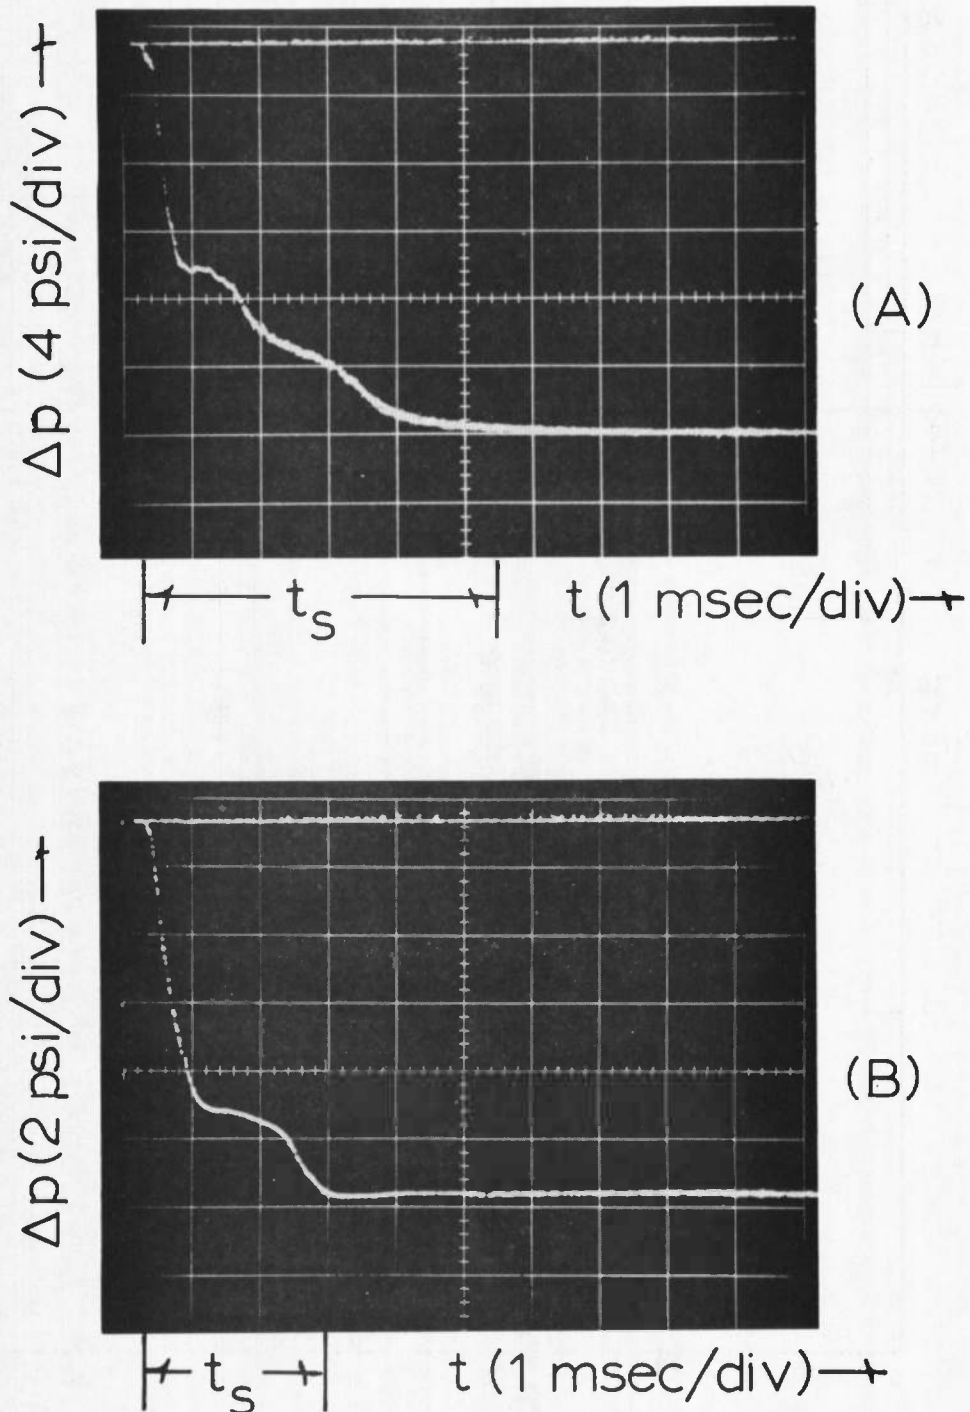 Δp (4 psi/div)
(A)
t_s
t (1 msec/div)
Δp (2 psi/div)
(B)
t_s
t (1 msec/div)